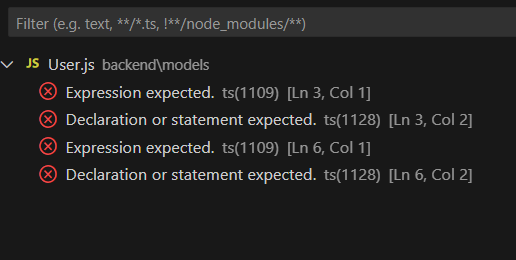 Filter (e.g. text, **/*.ts, !**/node_modules/**)
JS User.js backend\models
Expression expected. ts(1109) [Ln 3, Col 1]
Declaration or statement expected. ts(1128) [Ln 3, Col 2]
Expression expected. ts(1109) [Ln 6, Col 1]
Declaration or statement expected. ts(1128) [Ln 6, Col 2]